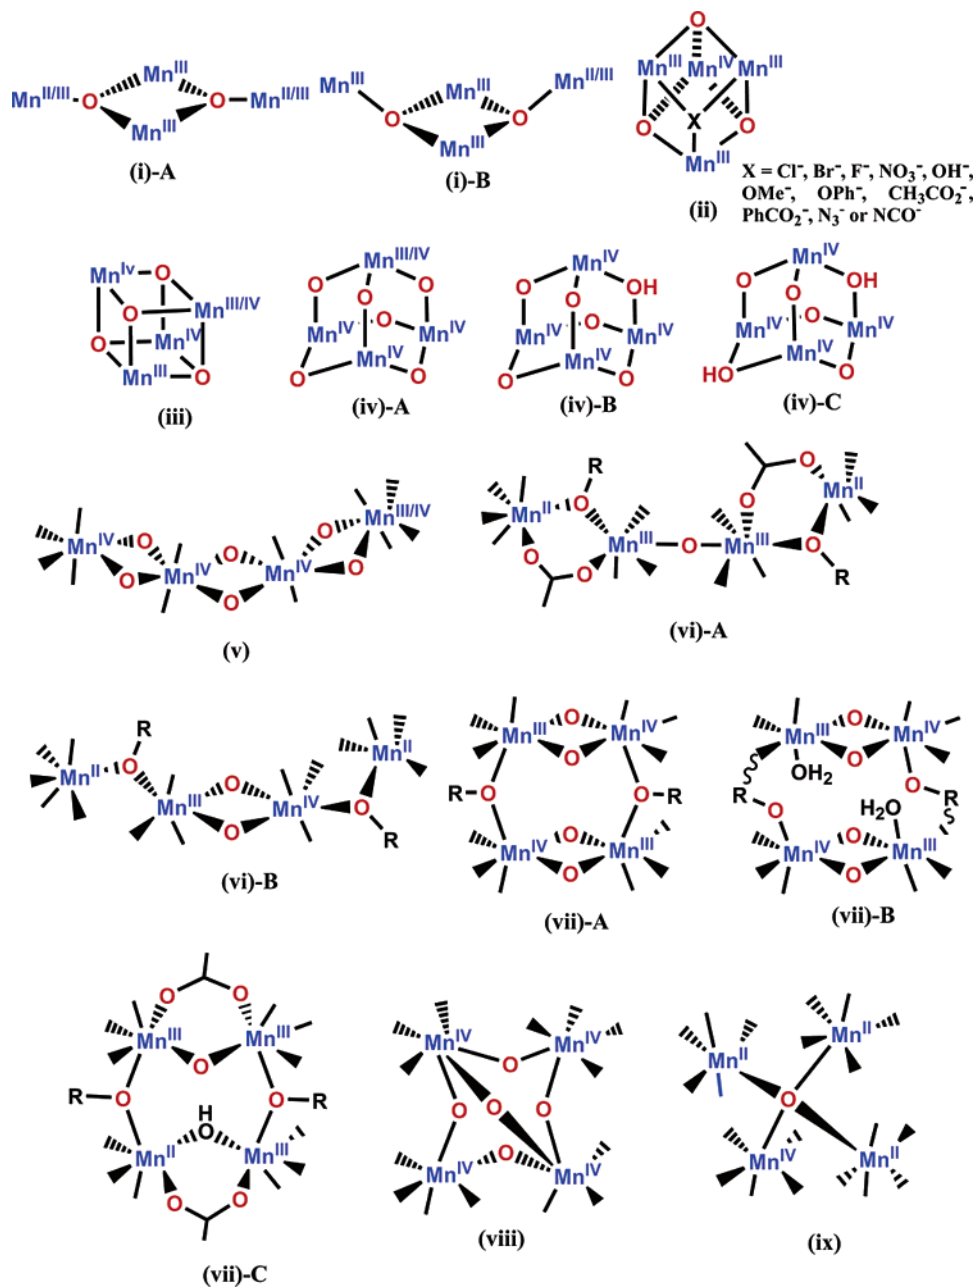 Mn^III Mn^III Mn^III Mn^II/III
Mn^II/III O O Mn^II/III Mn^III O O
Mn^III Mn^III
(i)-A (i)-B
O
Mn^III Mn^IV Mn^III
O X O
Mn^III
(ii)
X = Cl⁻, Br⁻, F⁻, NO₃⁻, OH⁻,
OMe⁻, OPh⁻, CH₃CO₂⁻,
PhCO₂⁻, N₃⁻ or NCO⁻
Mn^Iv O
O Mn^III/IV
O Mn^IV
Mn^III O
(iii)
Mn^III/IV
O O O
Mn^IV O Mn^IV
Mn^IV
O O
(iv)-A
Mn^IV
O O OH
Mn^IV O Mn^IV
Mn^IV
O O
(iv)-B
Mn^IV
O O OH
Mn^IV O Mn^IV
Mn^IV
HO O
(iv)-C
Mn^III/IV
Mn^IV O O
O O Mn^IV Mn^IV O
O
(v)
R O O
Mn^II O O Mn^II
Mn^III O Mn^III O
O O R
(vi)-A
R
Mn^II O O Mn^II
Mn^III Mn^IV O
O R
(vi)-B
Mn^III O Mn^IV
O
R O O R
Mn^IV O Mn^III
O
(vii)-A
Mn^III O Mn^IV
O
OH₂ O
R O H₂O R
Mn^IV O Mn^III
O
(vii)-B
O O
Mn^III Mn^III
O
R O O R
H
O
Mn^II Mn^III
O O
(vii)-C
Mn^IV O Mn^IV
O O O
Mn^IV O Mn^IV
(viii)
Mn^II Mn^II
O
Mn^IV Mn^II
(ix)